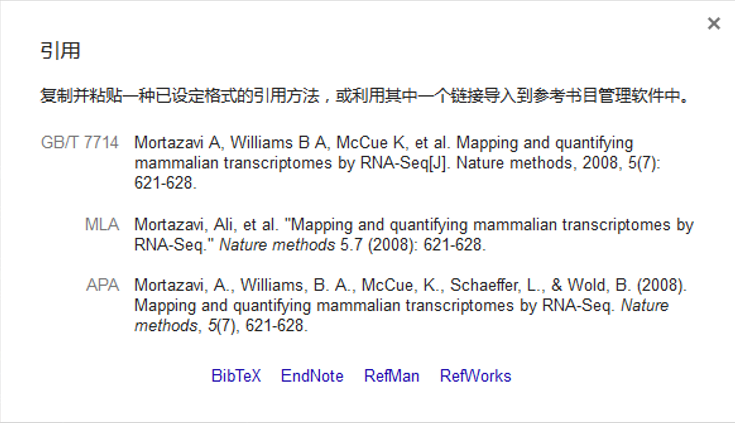 引用
复制并粘贴一种已设定格式的引用方法，或利用其中一个链接导入到参考书目管理软件中。
GB/T 7714 Mortazavi A, Williams B A, McCue K, et al. Mapping and quantifying
mammalian transcriptomes by RNA-Seq[J]. Nature methods, 2008, 5(7):
621-628.
MLA Mortazavi, Ali, et al. "Mapping and quantifying mammalian transcriptomes by
RNA-Seq." Nature methods 5.7 (2008): 621-628.
APA Mortazavi, A., Williams, B. A., McCue, K., Schaeffer, L., & Wold, B. (2008).
Mapping and quantifying mammalian transcriptomes by RNA-Seq. Nature
methods, 5(7), 621-628.
BibTeX EndNote RefMan RefWorks